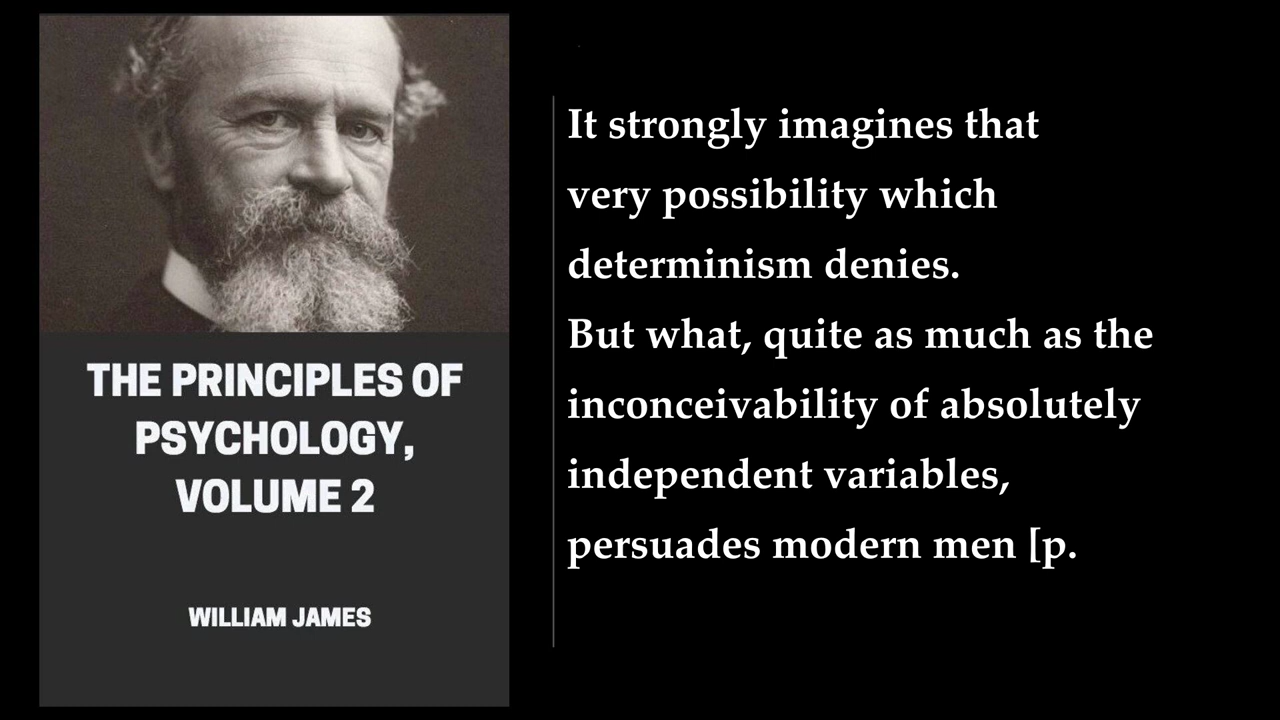 THE PRINCIPLES OF
PSYCHOLOGY,
VOLUME 2
WILLIAM JAMES
It strongly imagines that
very possibility which
determinism denies.
But what, quite as much as the
inconceivability of absolutely
independent variables,
persuades modern men [p.